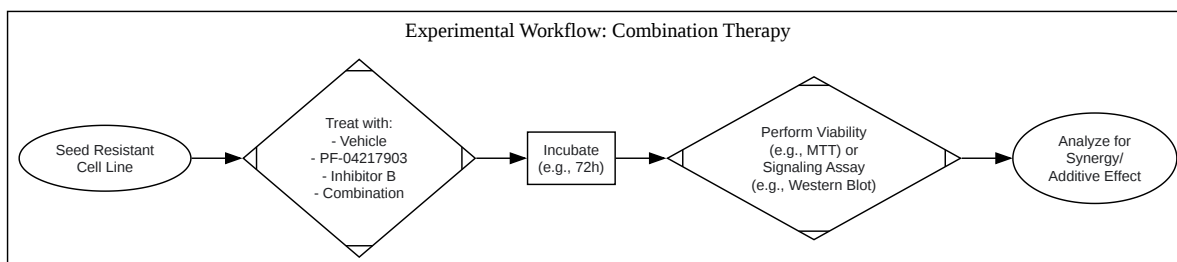 Experimental Workflow: Combination Therapy
Seed Resistant
Cell Line
Treat with:
- Vehicle
- PF-04217903
- Inhibitor B
- Combination
Incubate
(e.g., 72h)
Perform Viability
(e.g., MTT) or
Signaling Assay
(e.g., Western Blot)
Analyze for
Synergy/
Additive Effect